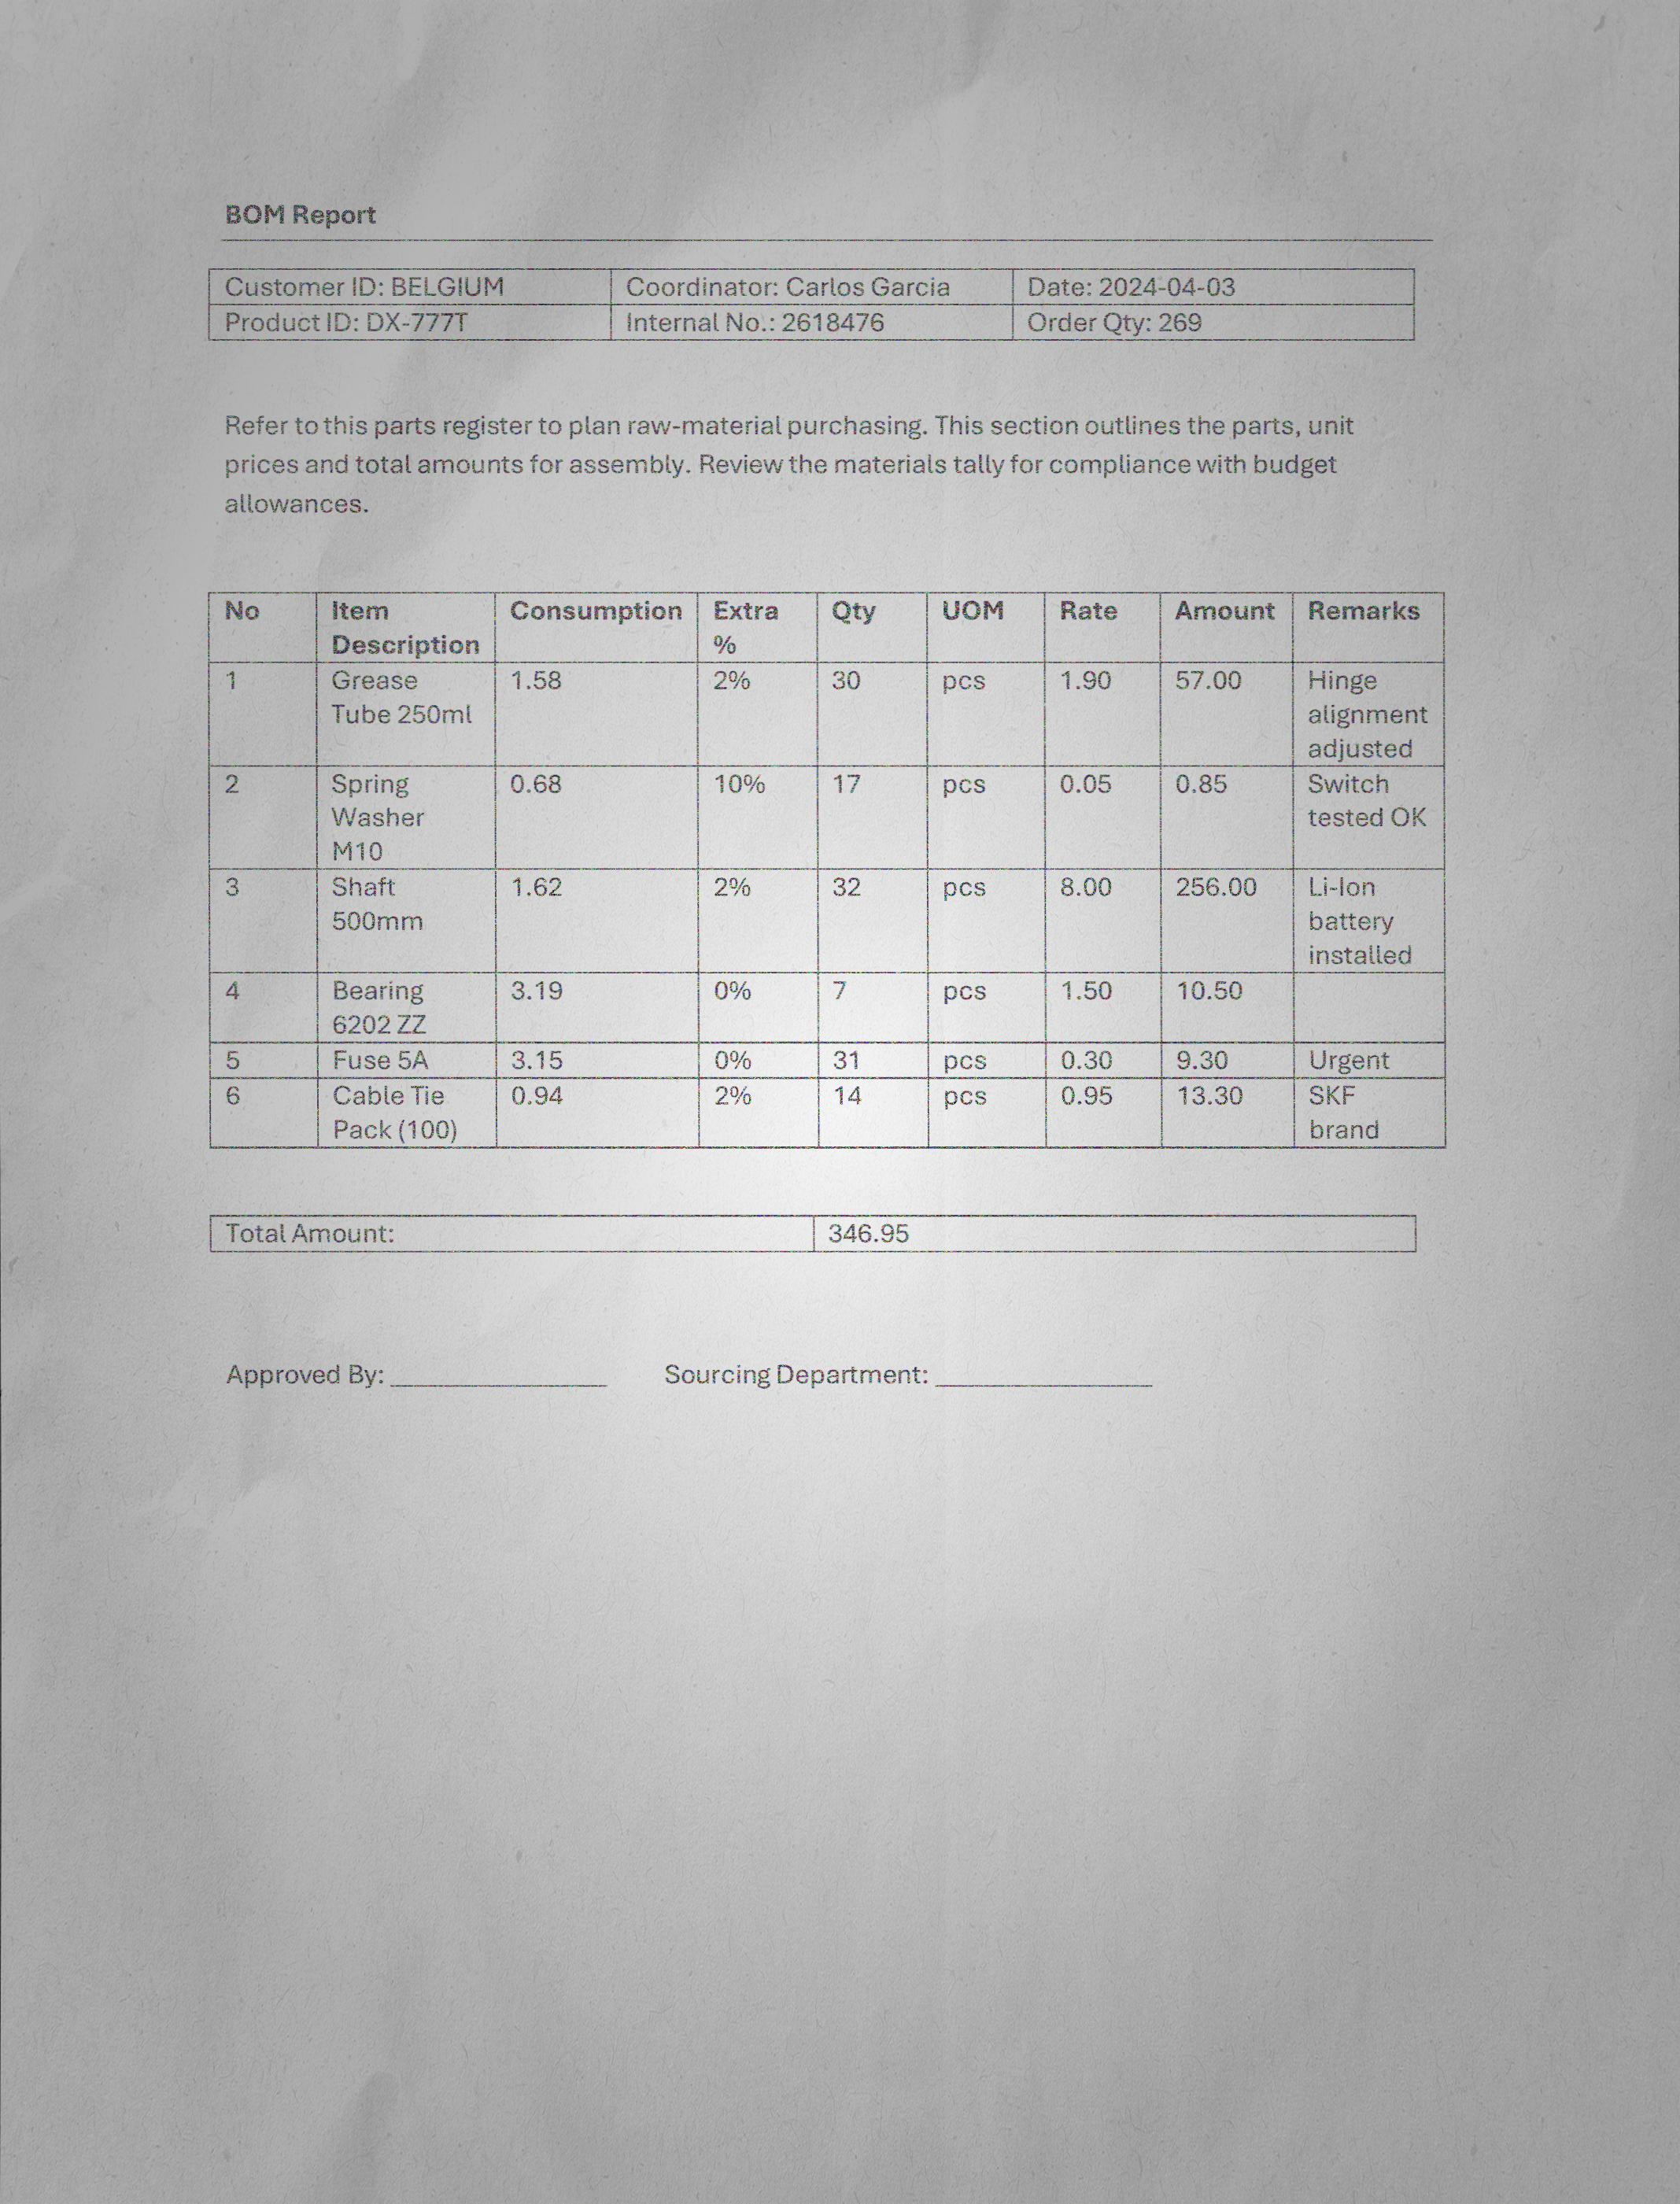 BOM Report
Customer ID: BELGIUM Coordinator: Carlos Garcia Date: 2024-04-03
Product ID: DX-777T Internal No.: 2618476 Order Qty: 269
Refer to this parts register to plan raw-material purchasing. This section outlines the parts, unit
prices and total amounts for assembly. Review the materials tally for compliance with budget
allowances.
No Item Consumption Extra Qty UOM Rate Amount Remarks
Description %
1 Grease 1.58 2% 30 pcs 1.90 57.00 Hinge
Tube 250ml alignment
adjusted
2 Spring 0.68 10% 17 pcs 0.05 0.85 Switch
Washer tested OK
M10
3 Shaft 1.62 2% 32 pcs 8.00 256.00 Li-Ion
500mm battery
installed
4 Bearing 3.19 0% 7 pcs 1.50 10.50
6202 ZZ
5 Fuse 5A 3.15 0% 31 pcs 0.30 9.30 Urgent
6 Cable Tie 0.94 2% 14 pcs 0.95 13.30 SKF
Pack (100) brand
Total Amount: 346.95
Approved By: ________________ Sourcing Department: ________________